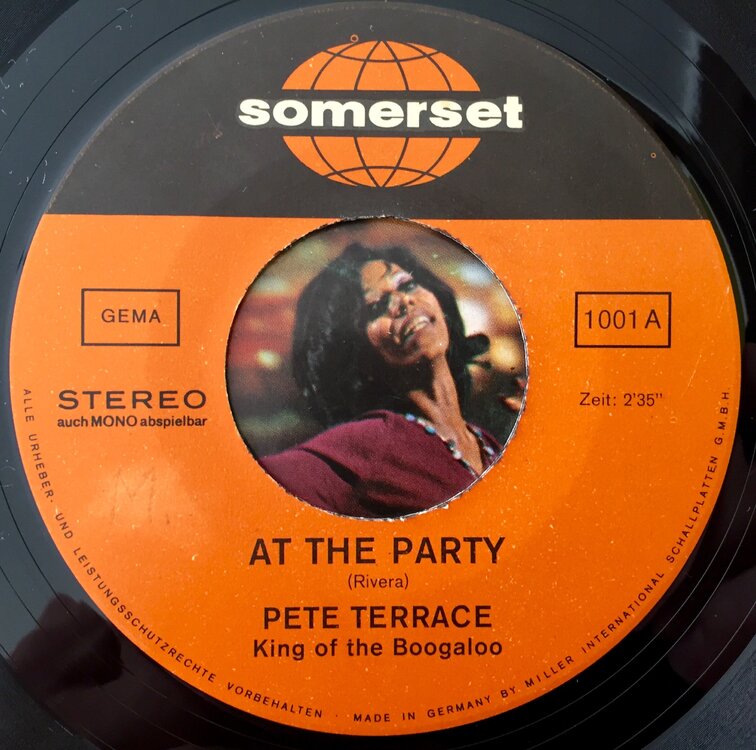 somerset
GEMA
1001 A
STEREO
auch MONO abspielbar
Zeit: 2'35"
AT THE PARTY
(Rivera)
PETE TERRACE
King of the Boogaloo
ALLE URHEBER- UND LEISTUNGSSCHUTZRECHTE VORBEHALTEN · MADE IN GERMANY BY MILLER INTERNATIONAL SCHALLPLATTEN G.M.B.H.